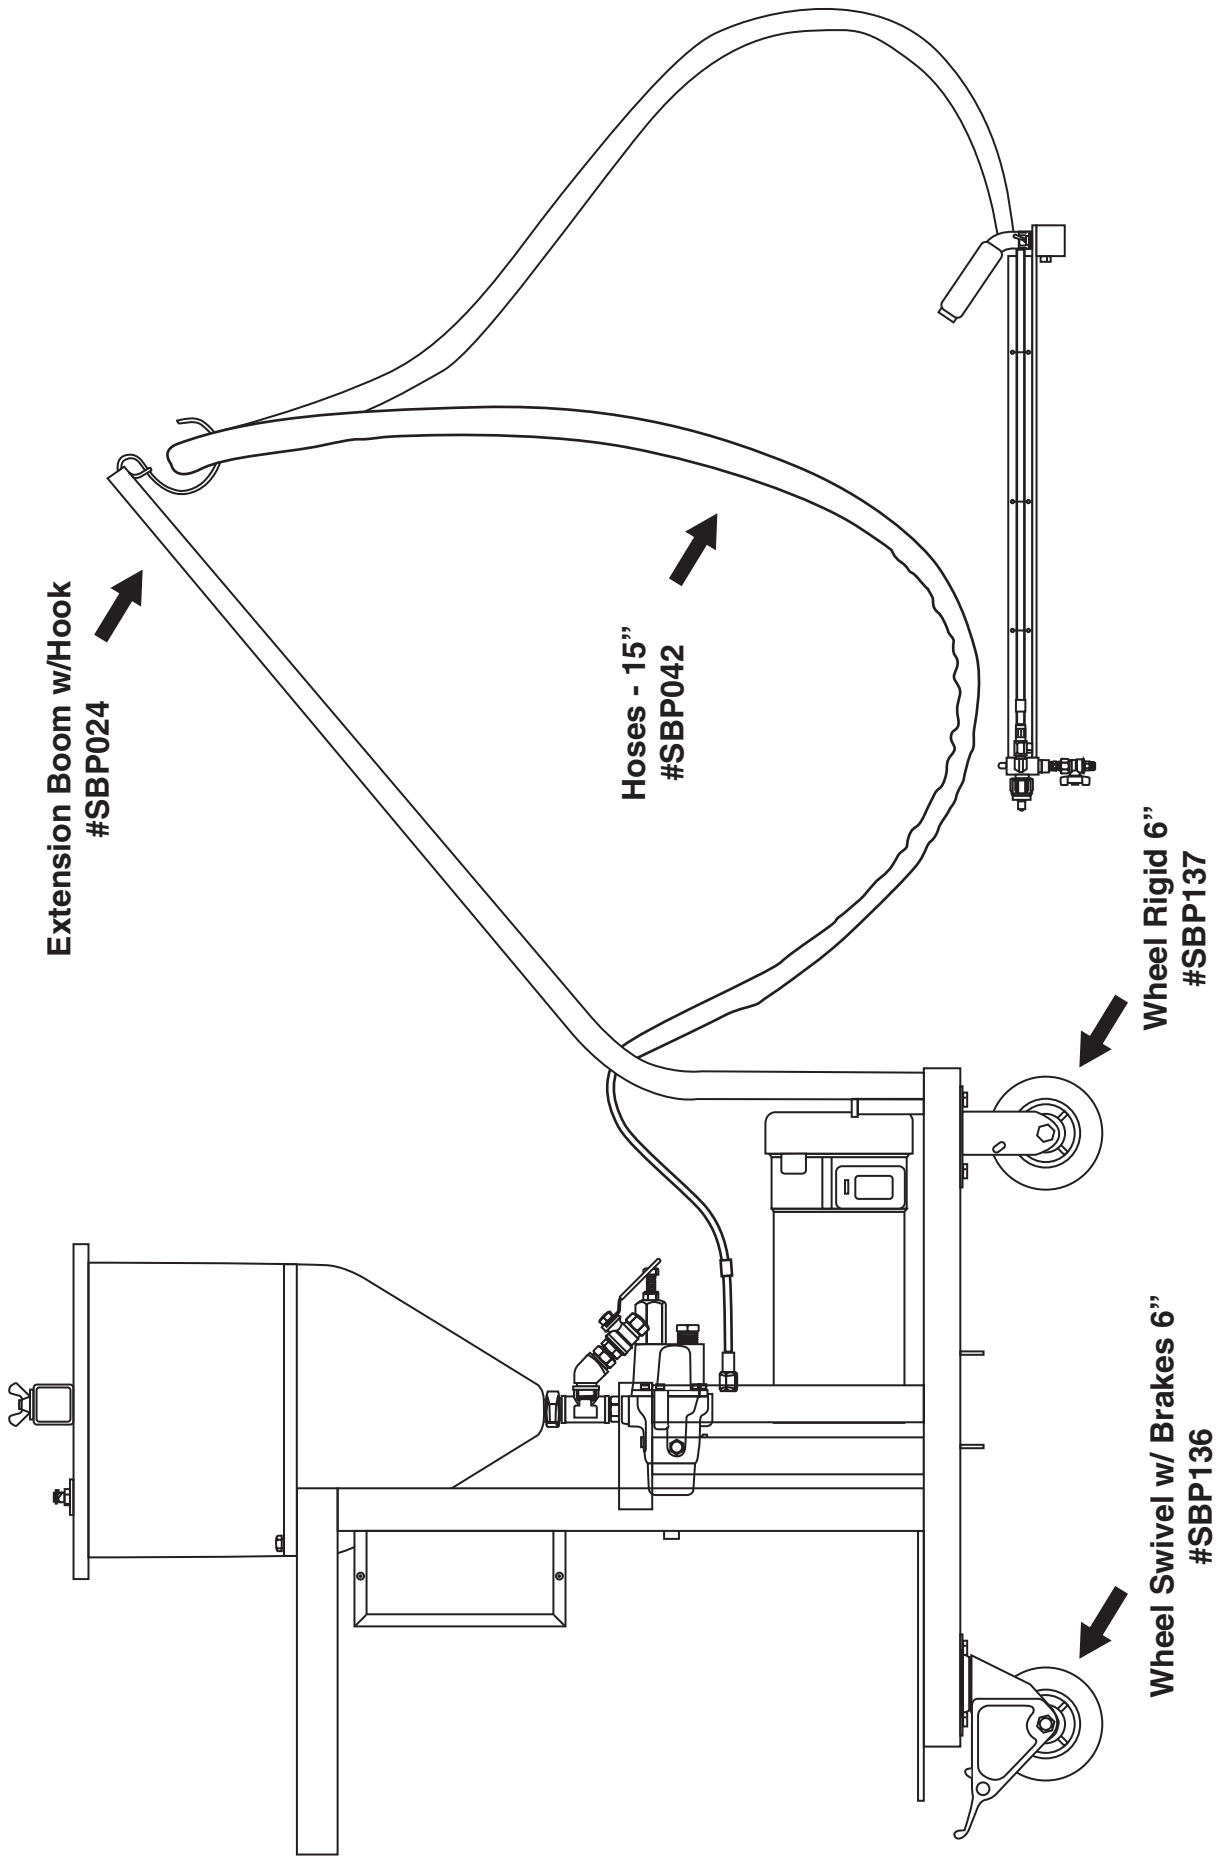 Extension Boom w/Hook
#SBP024
Hoses - 15”
#SBP042
Wheel Swivel w/ Brakes 6”
#SBP136
Wheel Rigid 6”
#SBP137